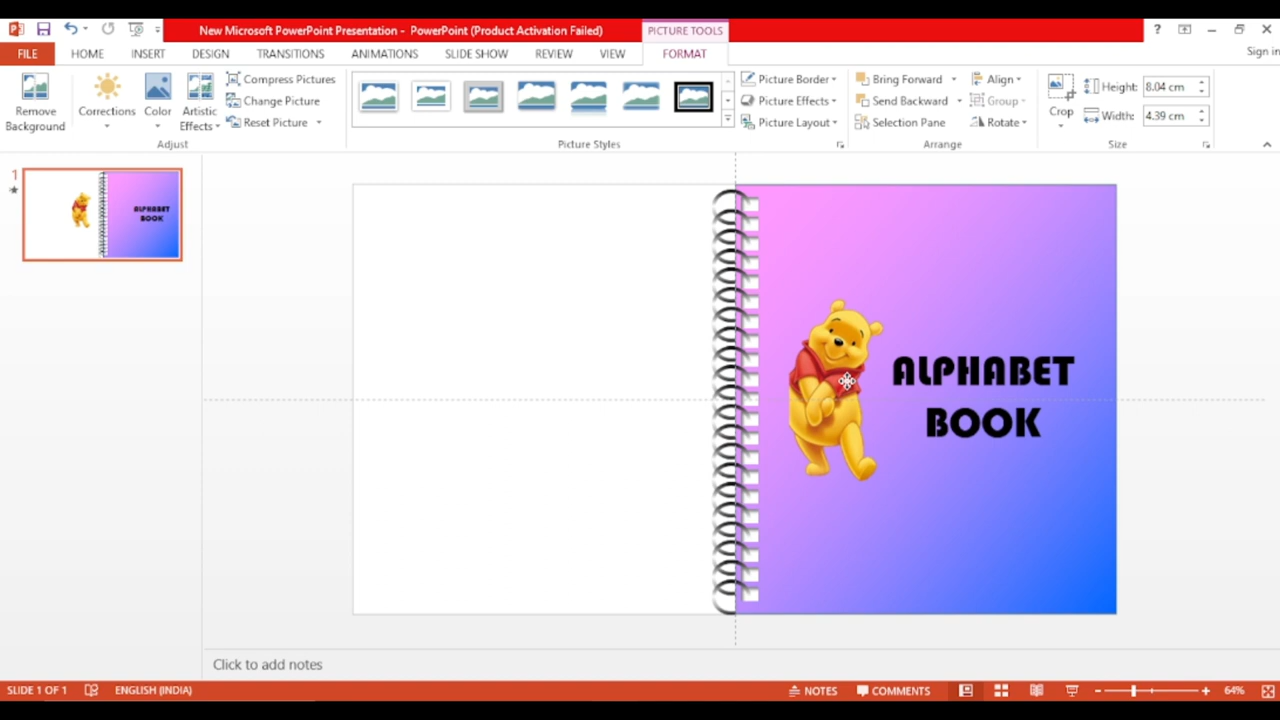 New Microsoft PowerPoint Presentation - PowerPoint (Product Activation Failed)
PICTURE TOOLS
?
Sign in
FILE HOME INSERT DESIGN TRANSITIONS ANIMATIONS SLIDE SHOW REVIEW VIEW FORMAT
Remove Background
Corrections
Color
Artistic Effects
Compress Pictures
Change Picture
Reset Picture
Adjust
Picture Styles
Picture Border
Picture Effects
Picture Layout
Bring Forward
Send Backward
Selection Pane
Align
Group
Rotate
Arrange
Crop
Height: 8.04 cm
Width: 4.39 cm
Size
1
ALPHABET
BOOK
ALPHABET
BOOK
Click to add notes
SLIDE 1 OF 1 ENGLISH (INDIA) NOTES COMMENTS 64%